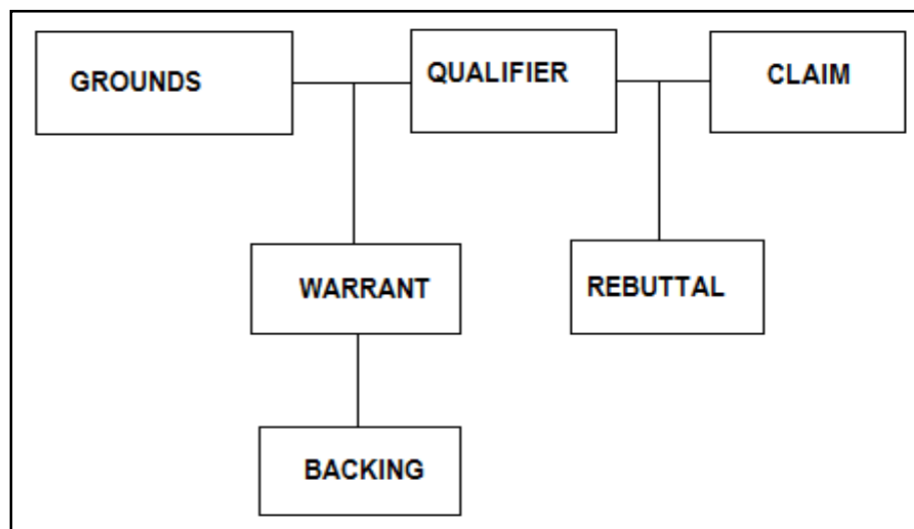 GROUNDS
QUALIFIER
CLAIM
WARRANT
REBUTTAL
BACKING